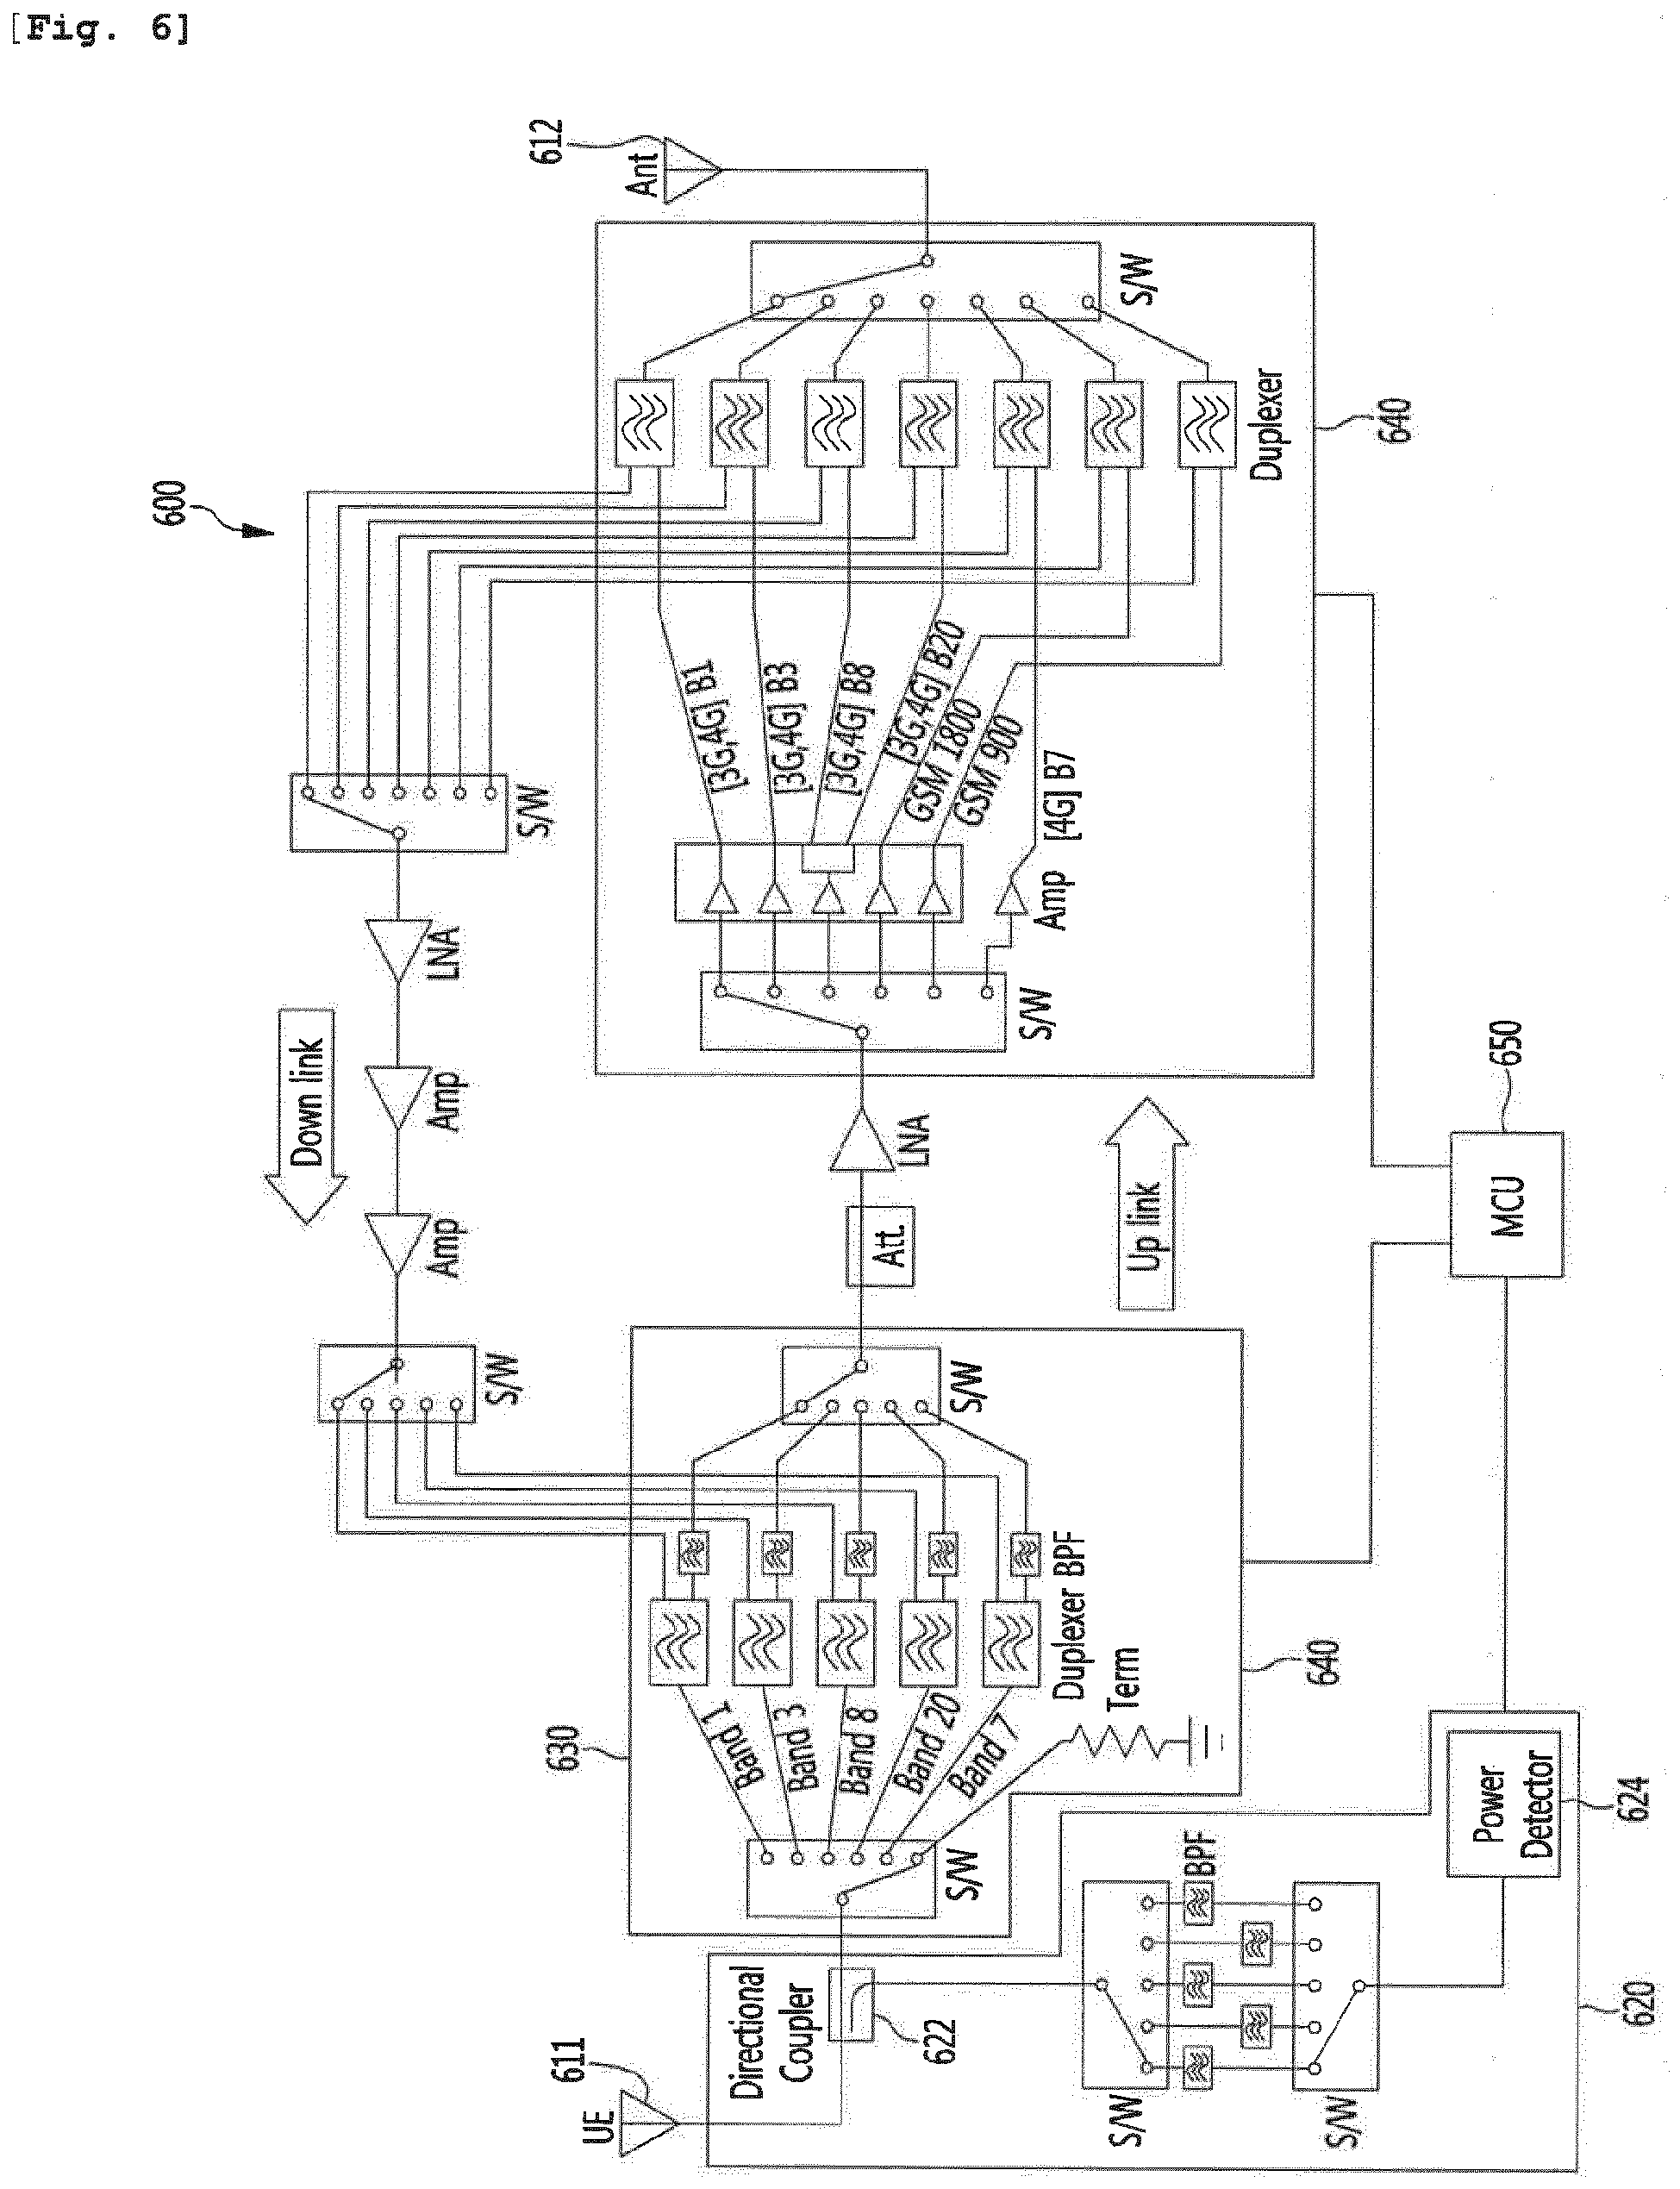 [Fig. 6]
600
612
Ant
S/W
Duplexer
640
S/W
LNA
Down link
Amp
Amp
S/W
[3G,4G] B1
[3G,4G] B3
[3G,4G] B8
[3G,4G] B20
GSM 1800
GSM 900
[4G] B7
Amp
S/W
LNA
Att.
Up link
650
MCU
S/W
630
Band 1
Band 3
Band 8
Band 20
Band 7
Duplexer BPF
Term
640
S/W
611
UE
Directional
Coupler
622
S/W
BPF
S/W
Power
Detector
624
620